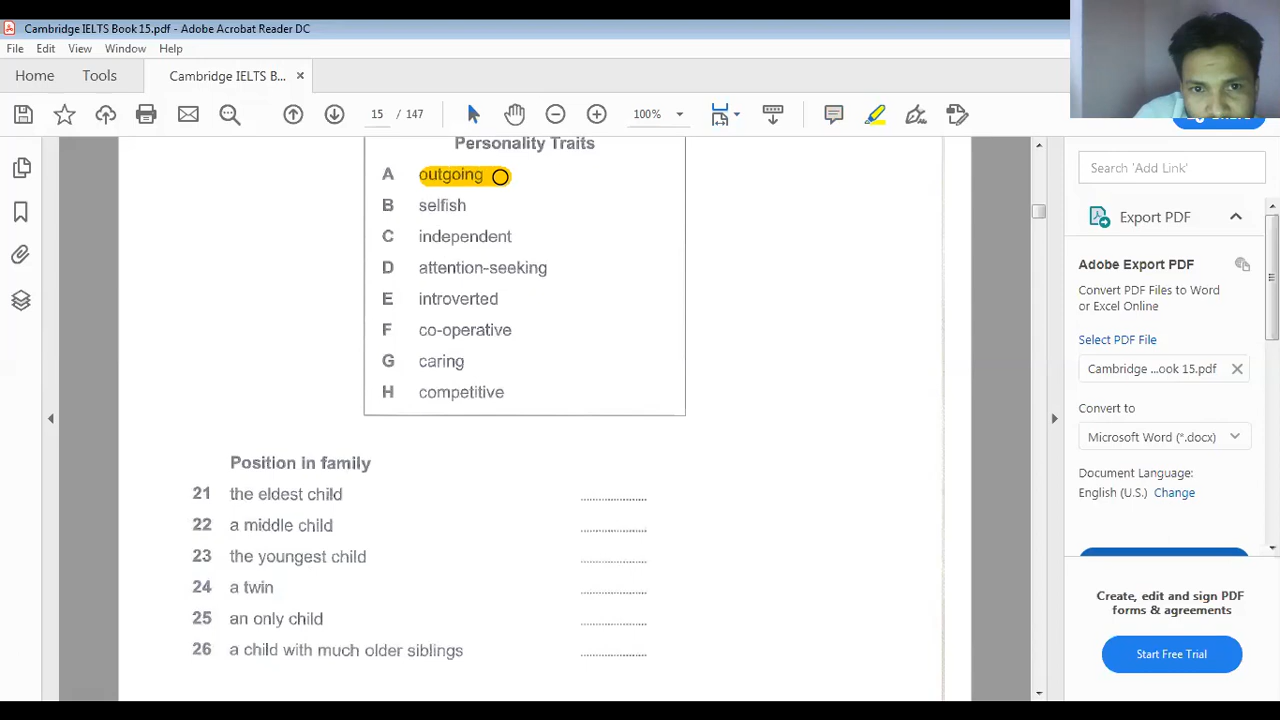 Cambridge IELTS Book 15.pdf - Adobe Acrobat Reader DC
File Edit View Window Help
Home Tools Cambridge IELTS B... ×
15 / 147 100%
Personality Traits
A outgoing
B selfish
C independent
D attention-seeking
E introverted
F co-operative
G caring
H competitive
Position in family
21 the eldest child ....................
22 a middle child ....................
23 the youngest child ....................
24 a twin ....................
25 an only child ....................
26 a child with much older siblings ....................
Search 'Add Link'
Export PDF
Adobe Export PDF
Convert PDF Files to Word
or Excel Online
Select PDF File
Cambridge ...ook 15.pdf ×
Convert to
Microsoft Word (*.docx)
Document Language:
English (U.S.) Change
Create, edit and sign PDF
forms & agreements
Start Free Trial